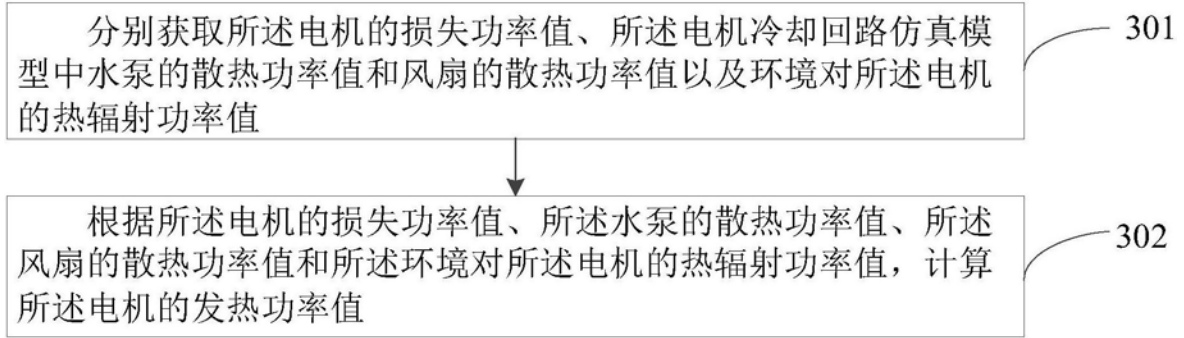 分别获取所述电机的损失功率值、所述电机冷却回路仿真模
型中水泵的散热功率值和风扇的散热功率值以及环境对所述电机
的热辐射功率值
301
根据所述电机的损失功率值、所述水泵的散热功率值、所述
风扇的散热功率值和所述环境对所述电机的热辐射功率值，计算
所述电机的发热功率值
302